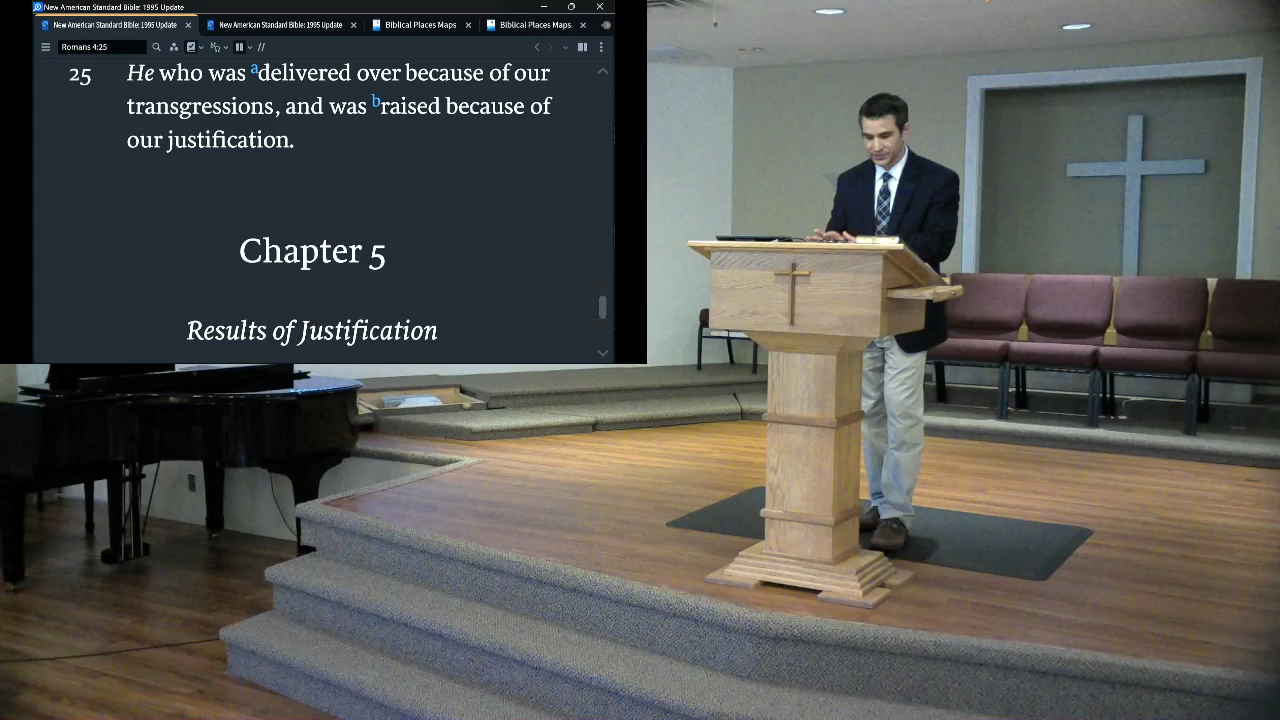 New American Standard Bible: 1995 Update
New American Standard Bible: 1995 Update
New American Standard Bible: 1995 Update
Biblical Places Maps
Biblical Places Maps
Romans 4:25
25 He who was adelivered over because of our
transgressions, and was braised because of
our justification.
Chapter 5
Results of Justification